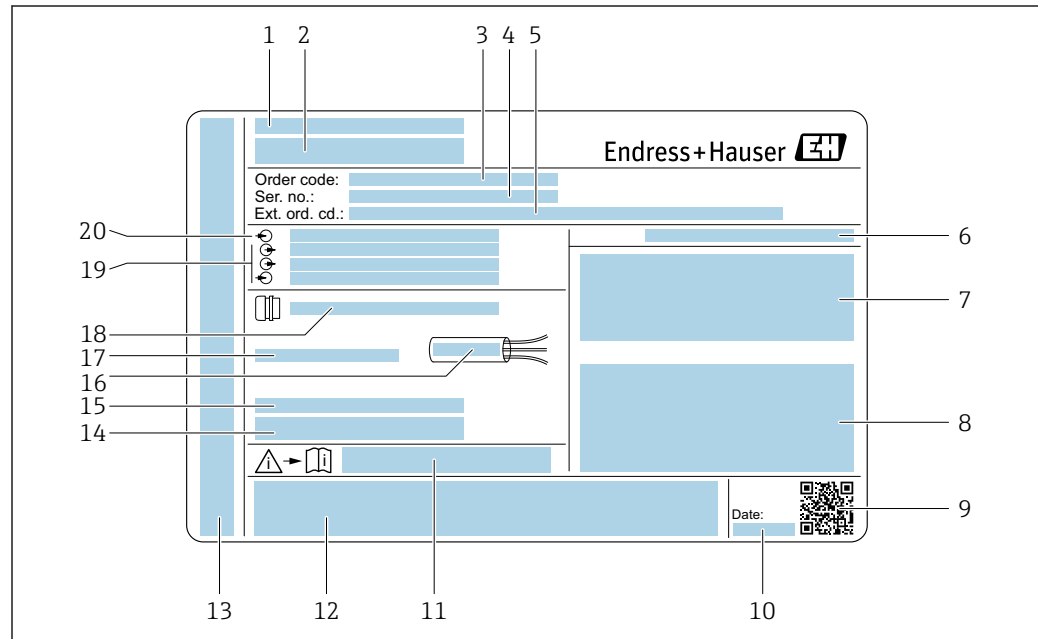 1 2 3 4 5
Endress+Hauser EH
Order code:
Ser. no.:
Ext. ord. cd.:
20
6
19
7
18
17
16
15
8
14
i i
9
Date:
13 12 11 10